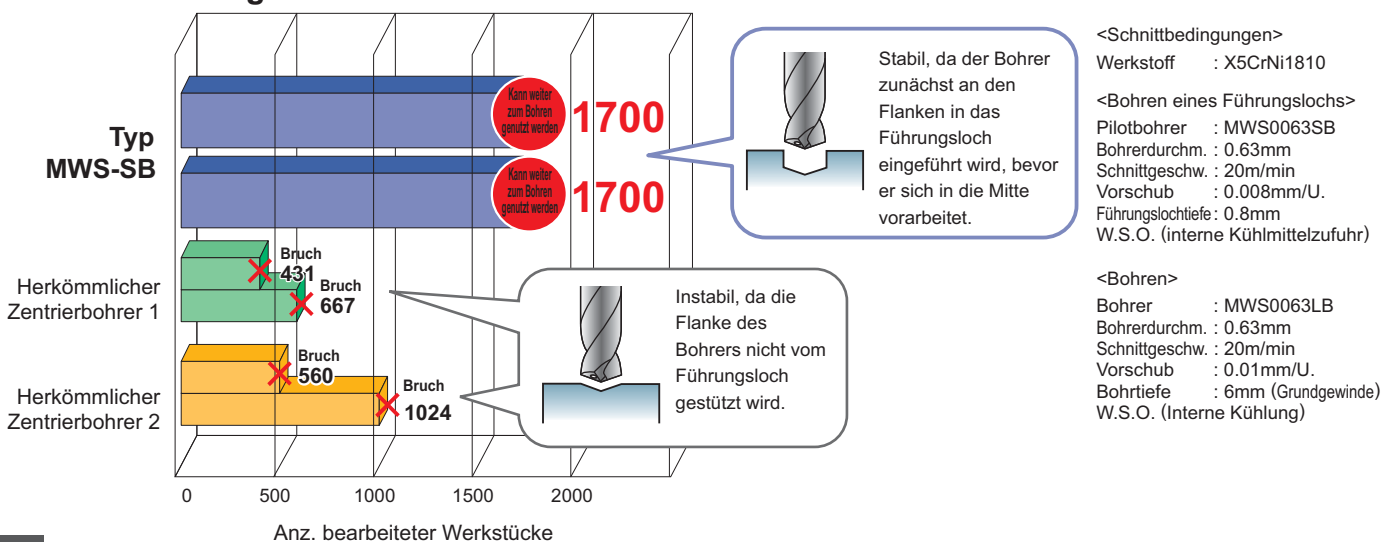 Typ
MWS-SB
Kann weiter
zum Bohren
genutzt werden
1700
Kann weiter
zum Bohren
genutzt werden
1700
Herkömmlicher
Zentrierbohrer 1
Bruch
431
Bruch
667
Herkömmlicher
Zentrierbohrer 2
Bruch
560
Bruch
1024
0 500 1000 1500 2000
Anz. bearbeiteter Werkstücke
Stabil, da der Bohrer
zunächst an den
Flanken in das
Führungsloch
eingeführt wird, bevor
er sich in die Mitte
vorarbeitet.
Instabil, da die
Flanke des
Bohrers nicht vom
Führungsloch
gestützt wird.
<Schnittbedingungen>
Werkstoff : X5CrNi1810
<Bohren eines Führungslochs>
Pilotbohrer : MWS0063SB
Bohrerdurchm. : 0.63mm
Schnittgeschw. : 20m/min
Vorschub : 0.008mm/U.
Führungslochtiefe : 0.8mm
W.S.O. (interne Kühlmittelzufuhr)
<Bohren>
Bohrer : MWS0063LB
Bohrerdurchm. : 0.63mm
Schnittgeschw. : 20m/min
Vorschub : 0.01mm/U.
Bohrtiefe : 6mm (Grundgewinde)
W.S.O. (Interne Kühlung)